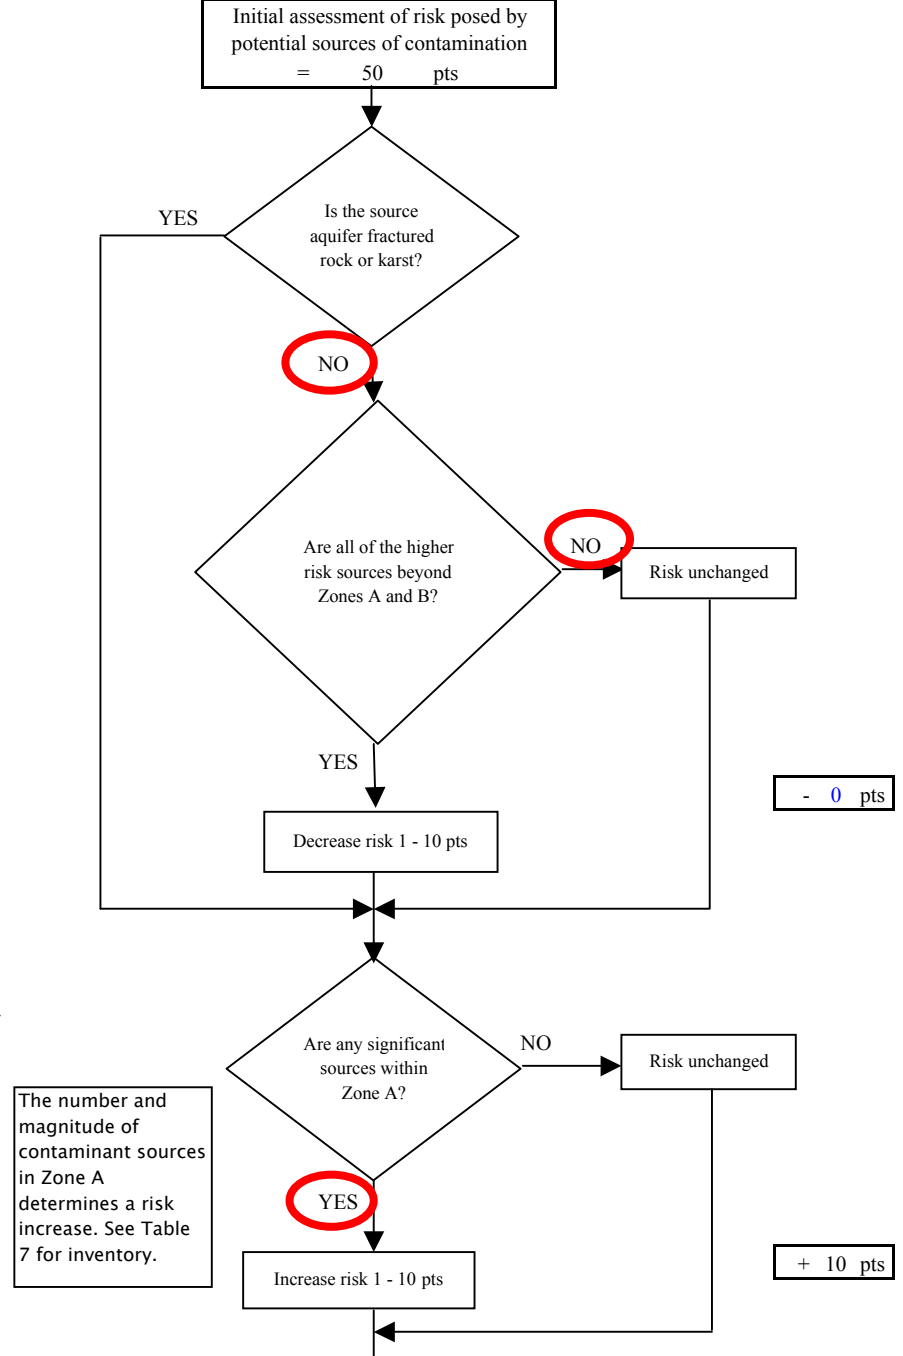 Initial assessment of risk posed by
potential sources of contamination
= 50 pts
YES
Is the source
aquifer fractured
rock or karst?
NO
Are all of the higher
risk sources beyond
Zones A and B?
NO
Risk unchanged
YES
- 0 pts
Decrease risk 1 - 10 pts
Are any significant
sources within
Zone A?
NO
Risk unchanged
The number and
magnitude of
contaminant sources
in Zone A
determines a risk
increase. See Table
7 for inventory.
YES
+ 10 pts
Increase risk 1 - 10 pts